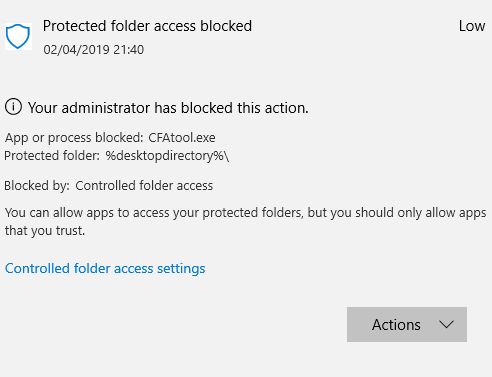 Protected folder access blocked
Low
02/04/2019 21:40
Your administrator has blocked this action.
App or process blocked: CFAtool.exe
Protected folder: %desktopdirectory%\
Blocked by: Controlled folder access
You can allow apps to access your protected folders, but you should only allow apps
that you trust.
Controlled folder access settings
Actions